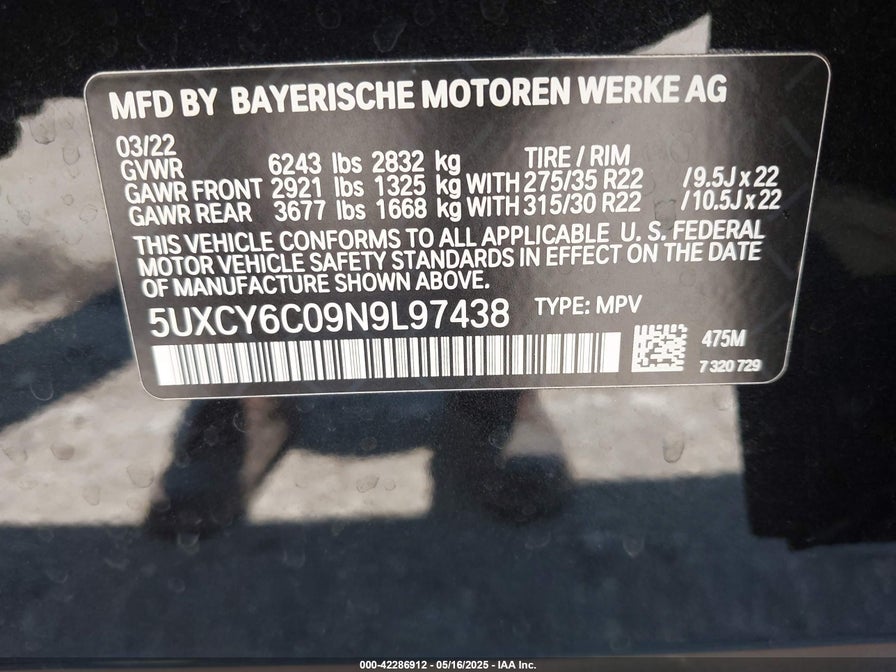 MFD BY BAYERISCHE MOTOREN WERKE AG
03/22
GVWR 6243 lbs 2832 kg TIRE / RIM
GAWR FRONT 2921 lbs 1325 kg WITH 275/35 R22 /9.5J x 22
GAWR REAR 3677 lbs 1668 kg WITH 315/30 R22 /10.5J x 22
THIS VEHICLE CONFORMS TO ALL APPLICABLE U. S. FEDERAL
MOTOR VEHICLE SAFETY STANDARDS IN EFFECT ON THE DATE
OF MANUFACTURE SHOWN ABOVE.
5UXCY6C09N9L97438 TYPE: MPV
475M
7 320 729
000-42286912 - 05/16/2025 - IAA Inc.